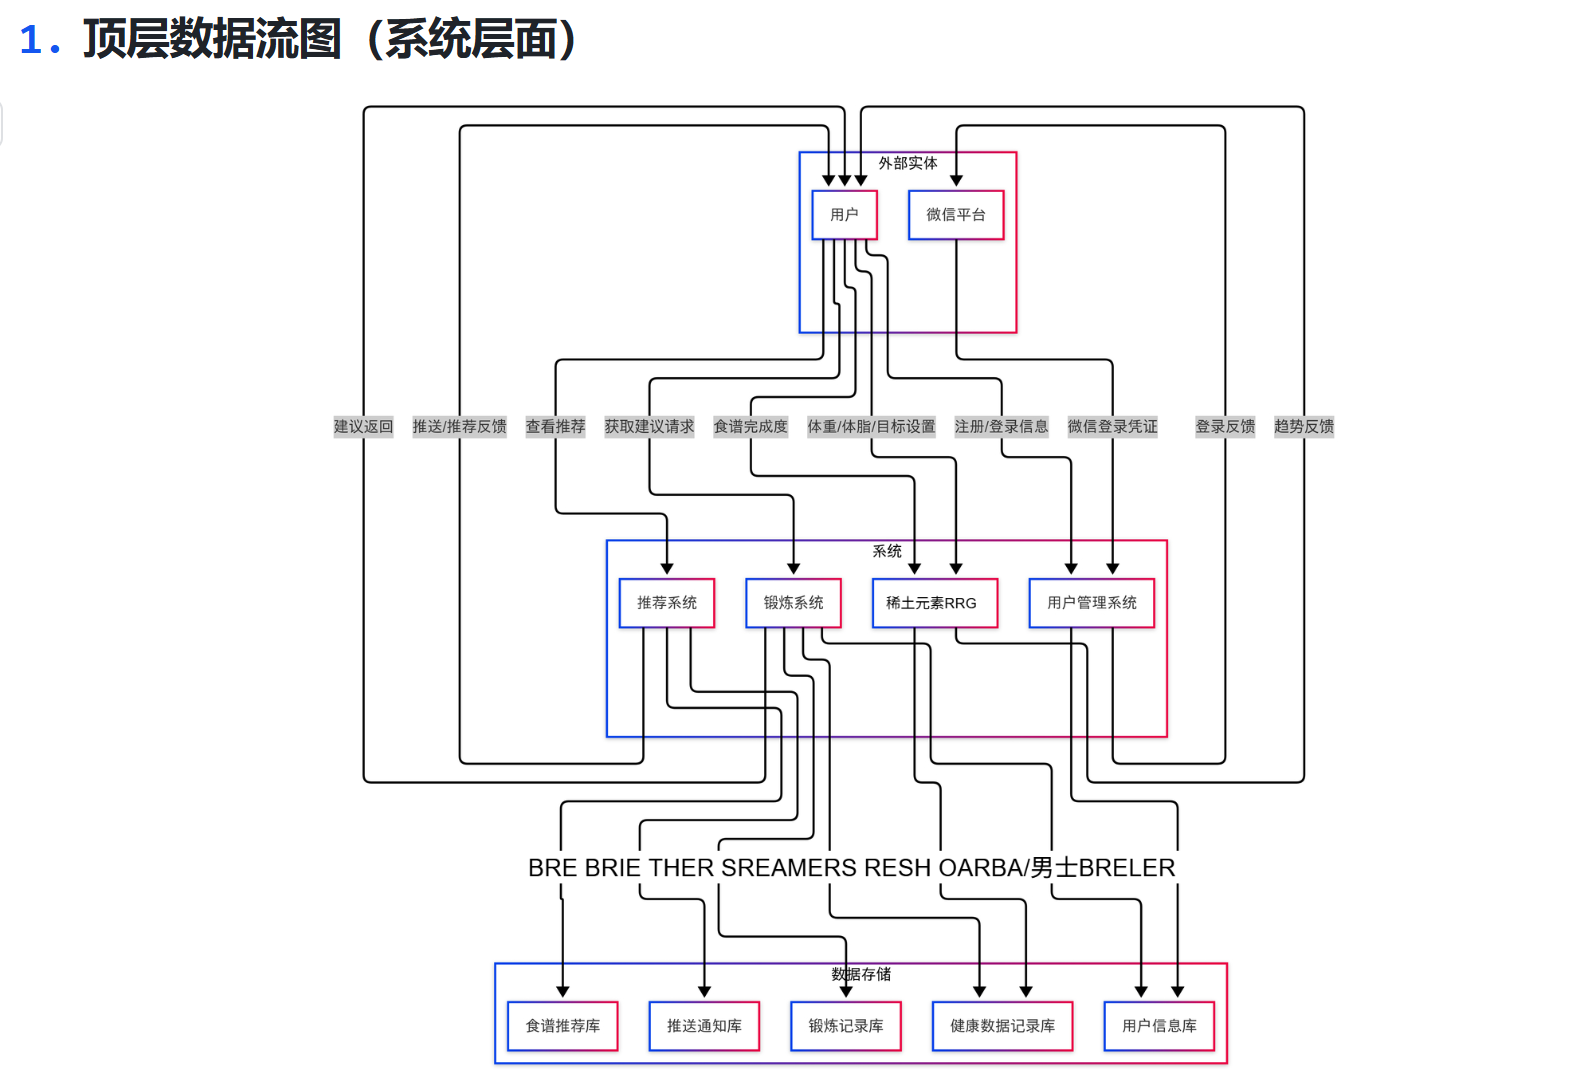 1. 顶层数据流图（系统层面）
外部实体
用户
微信平台
建议返回
推送/推荐反馈
查看推荐
获取建议请求
食谱完成度
体重/体脂/目标设置
注册/登录信息
微信登录凭证
登录反馈
趋势反馈
系统
推荐系统
锻炼系统
稀土元素RRG
用户管理系统
BRE BRIE THER SREAMERS RESH OARBA/男士BRELER
数据存储
食谱推荐库
推送通知库
锻炼记录库
健康数据记录库
用户信息库